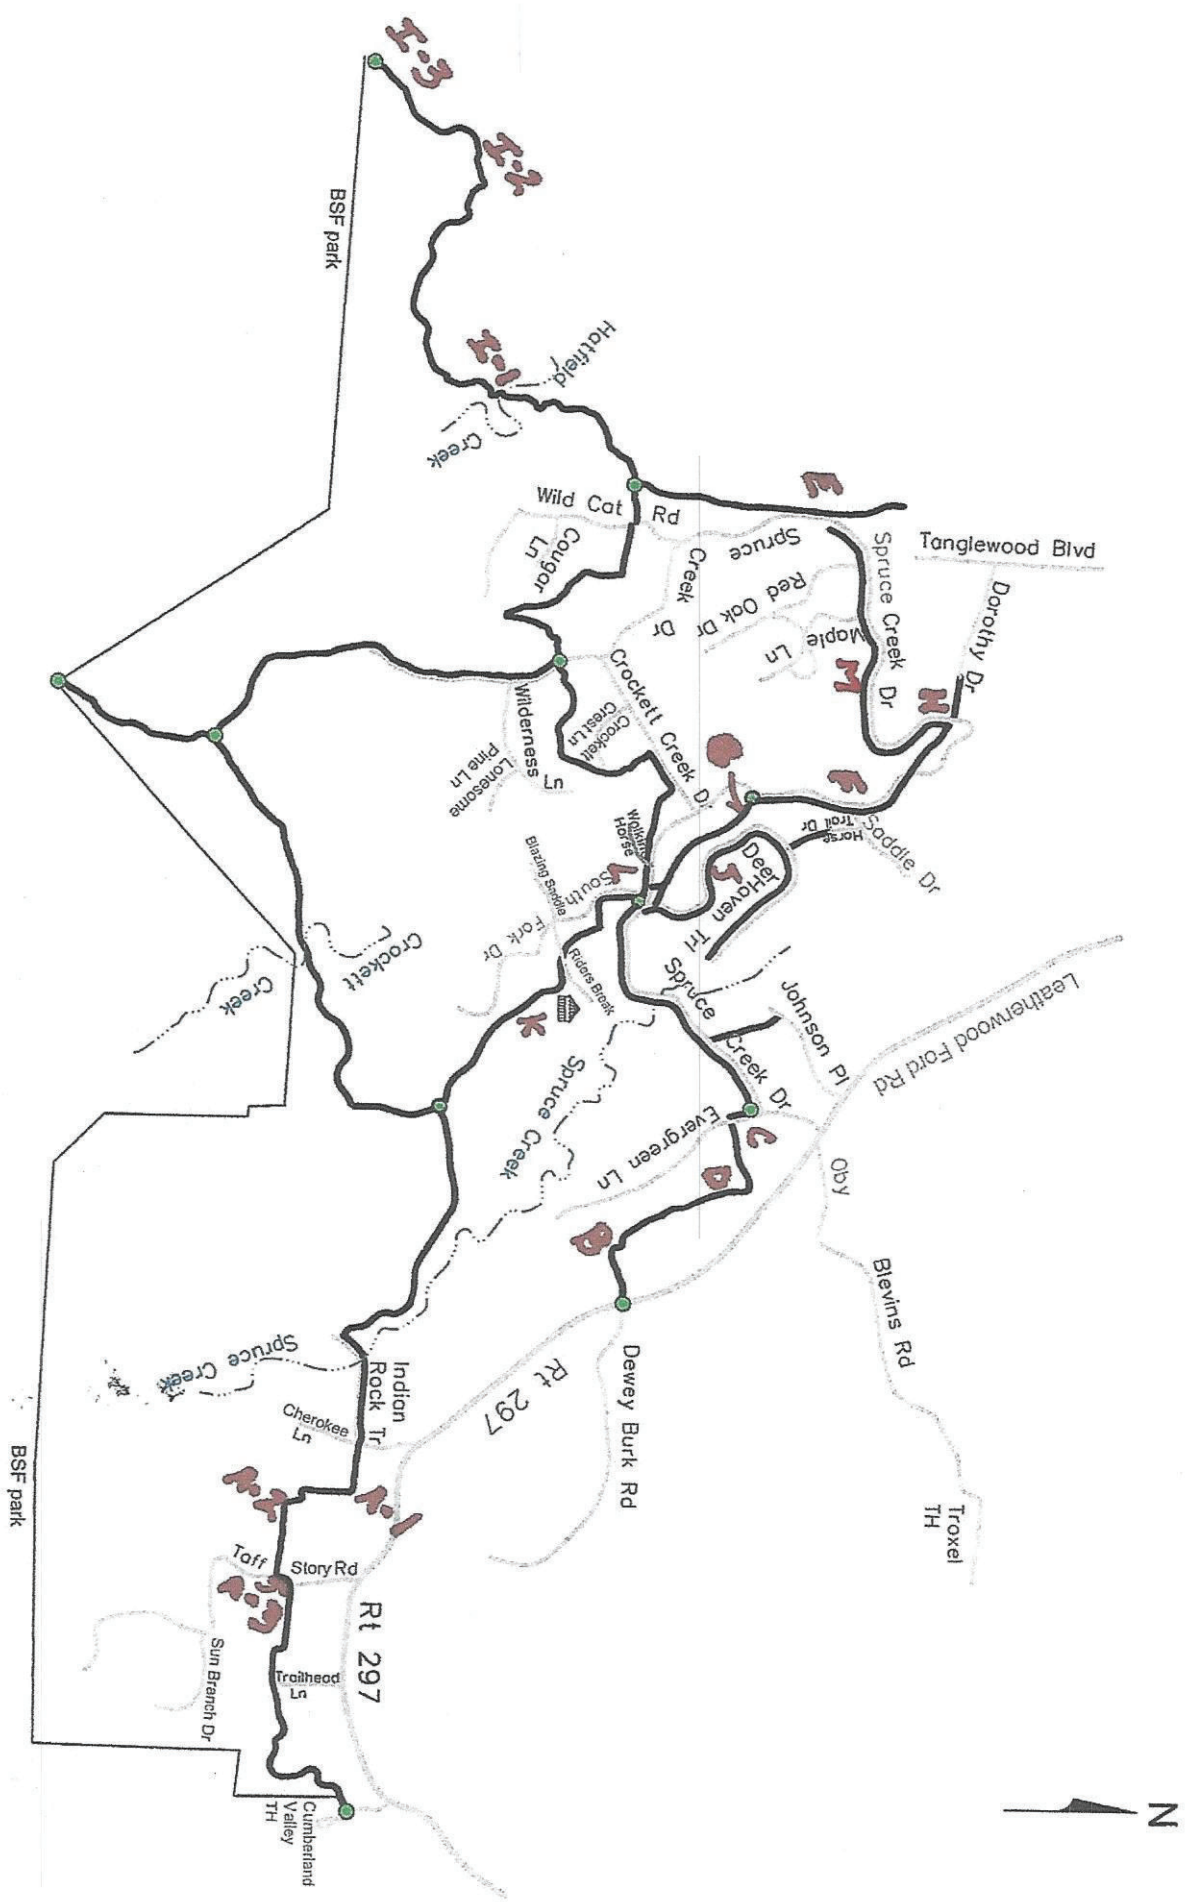 I-3
I-2
I-1
BSF park
Hatfield
Creek
Wild Cat Rd
Cougar
Ln
E
Spruce
Creek
Dr
Spruce Creek Dr
Tanglewood Blvd
Dorothy Dr
Red Oak Dr
Maple
Ln
M
H
F
Crockett Creek Dr
Crockett
Crest Ln
Wilderness
Ln
Lonesome
Pine Ln
Walking
Horse
Horse
Trail Dr
Saddle Dr
Deer Haven
Trl
J
L
South
Fork Dr
Blazing Saddle
Riders Break
K
Crockett
Creek
Spruce
Creek Dr
Johnson Pl
Leatherwood Ford Rd
C
D
B
Evergreen Ln
Spruce Creek
Oby
Blevins Rd
Troxel
TH
Dewey Burk Rd
Rt 297
Spruce Creek
Indian
Rock Tr
Cherokee
Ln
A-1
A-2
A-3
Taff
Story Rd
Rt 297
Sun Branch Dr
Trailhead
Ln
Cumberland
Valley
TH
BSF park
N